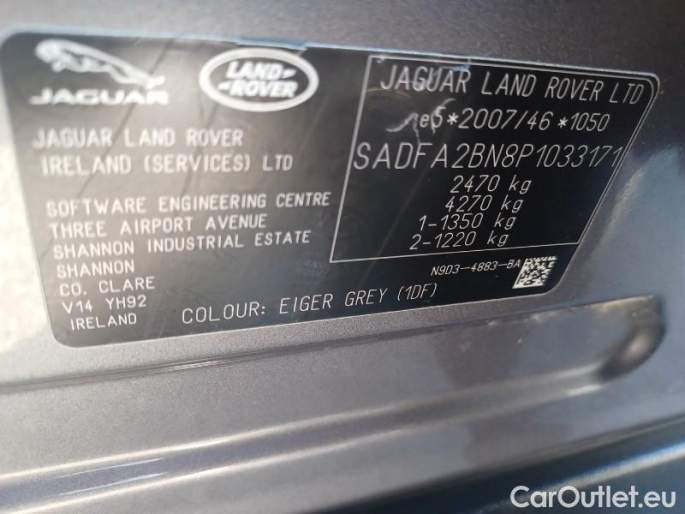 JAGUAR
LAND ROVER
JAGUAR LAND ROVER
IRELAND (SERVICES) LTD
SOFTWARE ENGINEERING CENTRE
THREE AIRPORT AVENUE
SHANNON INDUSTRIAL ESTATE
SHANNON
CO. CLARE
V14 YH92
IRELAND
JAGUAR LAND ROVER LTD
e5*2007/46*1050
SADFA2BN8P1033171
2470 kg
4270 kg
1-1350 kg
2-1220 kg
N9D3-4883-BA
COLOUR: EIGER GREY (1DF)
CarOutlet.eu